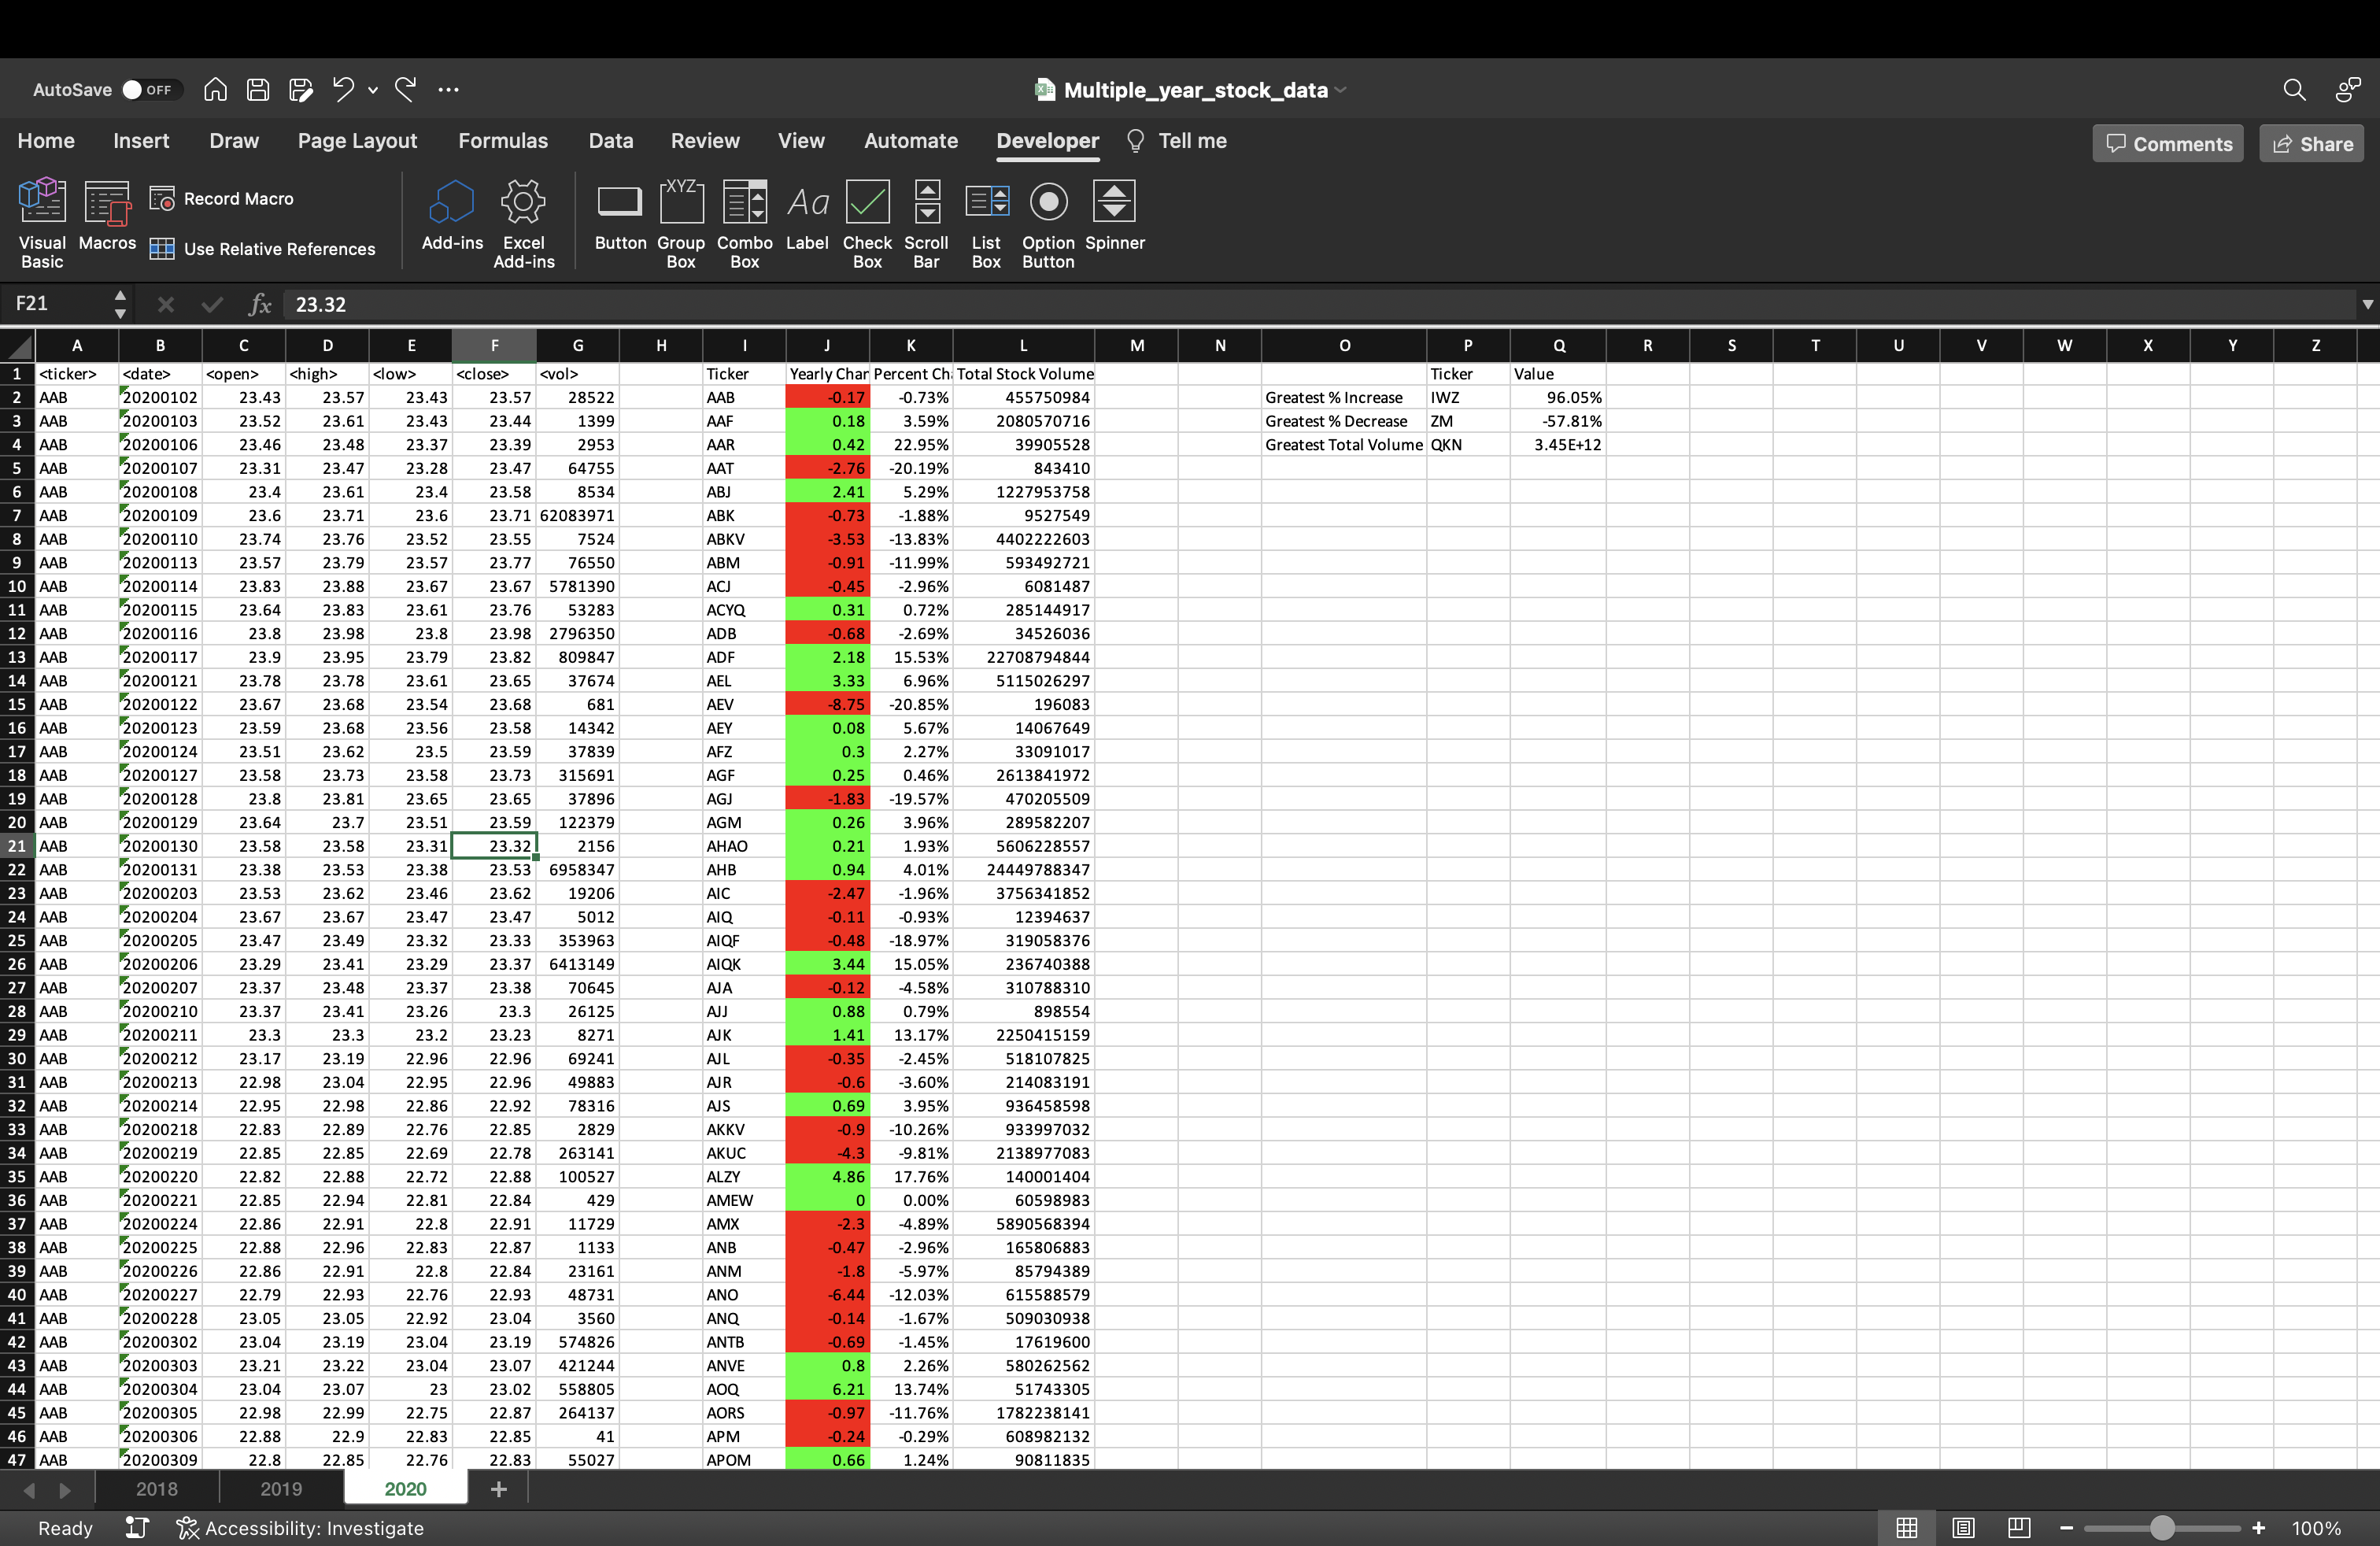 AutoSave OFF
Multiple_year_stock_data
Home Insert Draw Page Layout Formulas Data Review View Automate Developer Tell me Comments Share
Visual Basic Macros Record Macro Use Relative References Add-ins Excel Add-ins Button Group Box Combo Box Label Check Box Scroll Bar List Box Option Button Spinner
XYZ Aa
F21 fx 23.32
A B C D E F G H I J K L M N O P Q R S T U V W X Y Z
1 <ticker> <date> <open> <high> <low> <close> <vol> Ticker Yearly Char Percent Ch Total Stock Volume Ticker Value
2 AAB 20200102 23.43 23.57 23.43 23.57 28522 AAB -0.17 -0.73% 455750984 Greatest % Increase IWZ 96.05%
3 AAB 20200103 23.52 23.61 23.43 23.44 1399 AAF 0.18 3.59% 2080570716 Greatest % Decrease ZM -57.81%
4 AAB 20200106 23.46 23.48 23.37 23.39 2953 AAR 0.42 22.95% 39905528 Greatest Total Volume QKN 3.45E+12
5 AAB 20200107 23.31 23.47 23.28 23.47 64755 AAT -2.76 -20.19% 843410
6 AAB 20200108 23.4 23.61 23.4 23.58 8534 ABJ 2.41 5.29% 1227953758
7 AAB 20200109 23.6 23.71 23.6 23.71 62083971 ABK -0.73 -1.88% 9527549
8 AAB 20200110 23.74 23.76 23.52 23.55 7524 ABKV -3.53 -13.83% 4402222603
9 AAB 20200113 23.57 23.79 23.57 23.77 76550 ABM -0.91 -11.99% 593492721
10 AAB 20200114 23.83 23.88 23.67 23.67 5781390 ACJ -0.45 -2.96% 6081487
11 AAB 20200115 23.64 23.83 23.61 23.76 53283 ACYQ 0.31 0.72% 285144917
12 AAB 20200116 23.8 23.98 23.8 23.98 2796350 ADB -0.68 -2.69% 34526036
13 AAB 20200117 23.9 23.95 23.79 23.82 809847 ADF 2.18 15.53% 22708794844
14 AAB 20200121 23.78 23.78 23.61 23.65 37674 AEL 3.33 6.96% 5115026297
15 AAB 20200122 23.67 23.68 23.54 23.68 681 AEV -8.75 -20.85% 196083
16 AAB 20200123 23.59 23.68 23.56 23.58 14342 AEY 0.08 5.67% 14067649
17 AAB 20200124 23.51 23.62 23.5 23.59 37839 AFZ 0.3 2.27% 33091017
18 AAB 20200127 23.58 23.73 23.58 23.73 315691 AGF 0.25 0.46% 2613841972
19 AAB 20200128 23.8 23.81 23.65 23.65 37896 AGJ -1.83 -19.57% 470205509
20 AAB 20200129 23.64 23.7 23.51 23.59 122379 AGM 0.26 3.96% 289582207
21 AAB 20200130 23.58 23.58 23.31 23.32 2156 AHAO 0.21 1.93% 5606228557
22 AAB 20200131 23.38 23.53 23.38 23.53 6958347 AHB 0.94 4.01% 24449788347
23 AAB 20200203 23.53 23.62 23.46 23.62 19206 AIC -2.47 -1.96% 3756341852
24 AAB 20200204 23.67 23.67 23.47 23.47 5012 AIQ -0.11 -0.93% 12394637
25 AAB 20200205 23.47 23.49 23.32 23.33 353963 AIQF -0.48 -18.97% 319058376
26 AAB 20200206 23.29 23.41 23.29 23.37 6413149 AIQK 3.44 15.05% 236740388
27 AAB 20200207 23.37 23.48 23.37 23.38 70645 AJA -0.12 -4.58% 310788310
28 AAB 20200210 23.37 23.41 23.26 23.3 26125 AJJ 0.88 0.79% 898554
29 AAB 20200211 23.3 23.3 23.2 23.23 8271 AJK 1.41 13.17% 2250415159
30 AAB 20200212 23.17 23.19 22.96 22.96 69241 AJL -0.35 -2.45% 518107825
31 AAB 20200213 22.98 23.04 22.95 22.96 49883 AJR -0.6 -3.60% 214083191
32 AAB 20200214 22.95 22.98 22.86 22.92 78316 AJS 0.69 3.95% 936458598
33 AAB 20200218 22.83 22.89 22.76 22.85 2829 AKKV -0.9 -10.26% 933997032
34 AAB 20200219 22.85 22.85 22.69 22.78 263141 AKUC -4.3 -9.81% 2138977083
35 AAB 20200220 22.82 22.88 22.72 22.88 100527 ALZY 4.86 17.76% 140001404
36 AAB 20200221 22.85 22.94 22.81 22.84 429 AMEW 0 0.00% 60598983
37 AAB 20200224 22.86 22.91 22.8 22.91 11729 AMX -2.3 -4.89% 5890568394
38 AAB 20200225 22.88 22.96 22.83 22.87 1133 ANB -0.47 -2.96% 165806883
39 AAB 20200226 22.86 22.91 22.8 22.84 23161 ANM -1.8 -5.97% 85794389
40 AAB 20200227 22.79 22.93 22.76 22.93 48731 ANO -6.44 -12.03% 615588579
41 AAB 20200228 23.05 23.05 22.92 23.04 3560 ANQ -0.14 -1.67% 509030938
42 AAB 20200302 23.04 23.19 23.04 23.19 574826 ANTB -0.69 -1.45% 17619600
43 AAB 20200303 23.21 23.22 23.04 23.07 421244 ANVE 0.8 2.26% 580262562
44 AAB 20200304 23.04 23.07 23 23.02 558805 AOQ 6.21 13.74% 51743305
45 AAB 20200305 22.98 22.99 22.75 22.87 264137 AORS -0.97 -11.76% 1782238141
46 AAB 20200306 22.88 22.9 22.83 22.85 41 APM -0.24 -0.29% 608982132
47 AAB 20200309 22.8 22.85 22.76 22.83 55027 APOM 0.66 1.24% 90811835
2018 2019 2020 +
Ready Accessibility: Investigate 100%